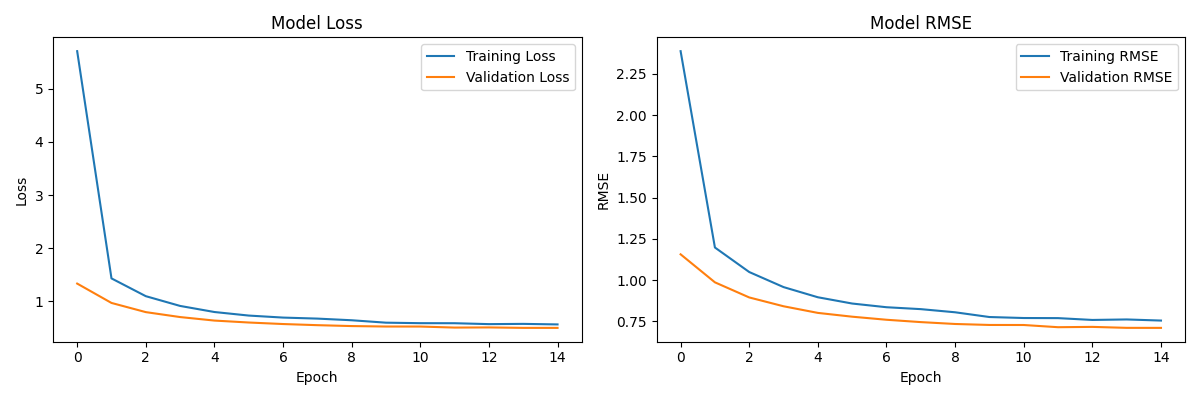 Model Loss
Training Loss
Validation Loss
5
4
3
2
1
Loss
0 2 4 6 8 10 12 14
Epoch
Model RMSE
Training RMSE
Validation RMSE
2.25
2.00
1.75
1.50
1.25
1.00
0.75
RMSE
0 2 4 6 8 10 12 14
Epoch